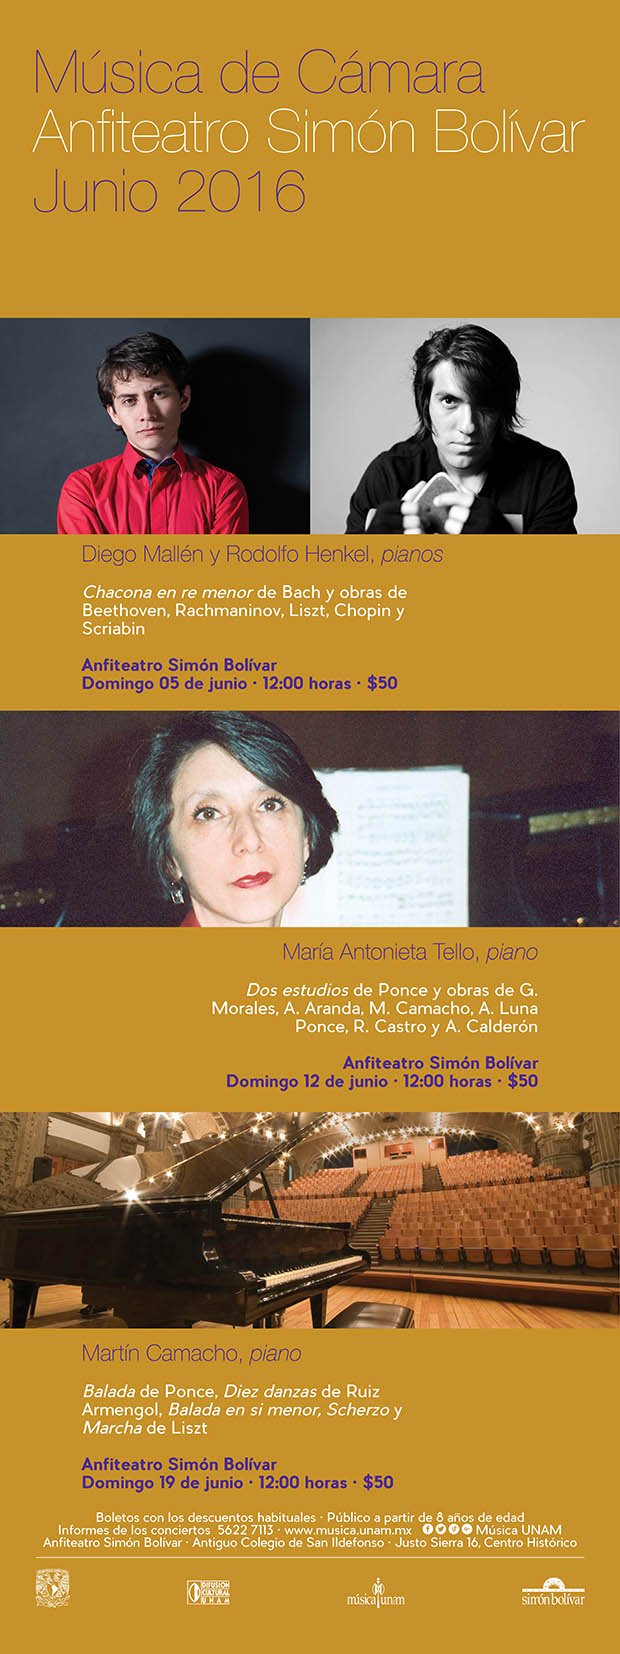 Música de Cámara
Anfiteatro Simón Bolívar
Junio 2016
Diego Mallén y Rodolfo Henkel, pianos
Chacona en re menor de Bach y obras de
Beethoven, Rachmaninov, Liszt, Chopin y
Scriabin
Anfiteatro Simón Bolívar
Domingo 05 de junio · 12:00 horas · $50
María Antonieta Tello, piano
Dos estudios de Ponce y obras de G.
Morales, A. Aranda, M. Camacho, A. Luna
Ponce, R. Castro y A. Calderón
Anfiteatro Simón Bolívar
Domingo 12 de junio · 12:00 horas · $50
Martín Camacho, piano
Balada de Ponce, Diez danzas de Ruiz
Armengol, Balada en si menor, Scherzo y
Marcha de Liszt
Anfiteatro Simón Bolívar
Domingo 19 de junio · 12:00 horas · $50
Boletos con los descuentos habituales · Público a partir de 8 años de edad
Informes de los conciertos 5622 7113 · www.musica.unam.mx Música UNAM
Anfiteatro Simón Bolívar · Antiguo Colegio de San Ildefonso · Justo Sierra 16, Centro Histórico
DIFUSIÓN
CULTURAL
UNAM
música unam
simón bolívar